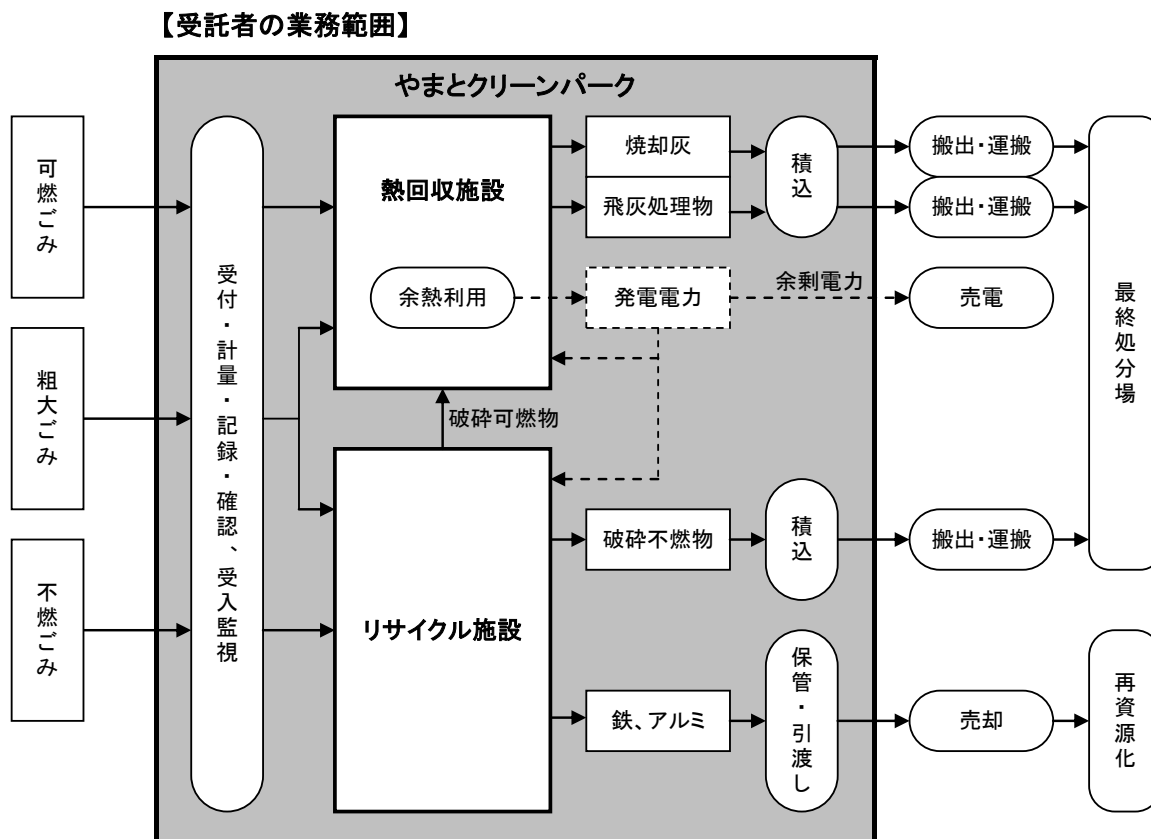 【受託者の業務範囲】
やまとクリーンパーク
可燃ごみ
粗大ごみ
不燃ごみ
受付・計量・記録・確認、受入監視
熱回収施設
余熱利用
破砕可燃物
リサイクル施設
焼却灰
飛灰処理物
発電電力
余剰電力
破砕不燃物
鉄、アルミ
積込
積込
保管・引渡し
搬出・運搬
搬出・運搬
売電
搬出・運搬
売却
最終処分場
再資源化